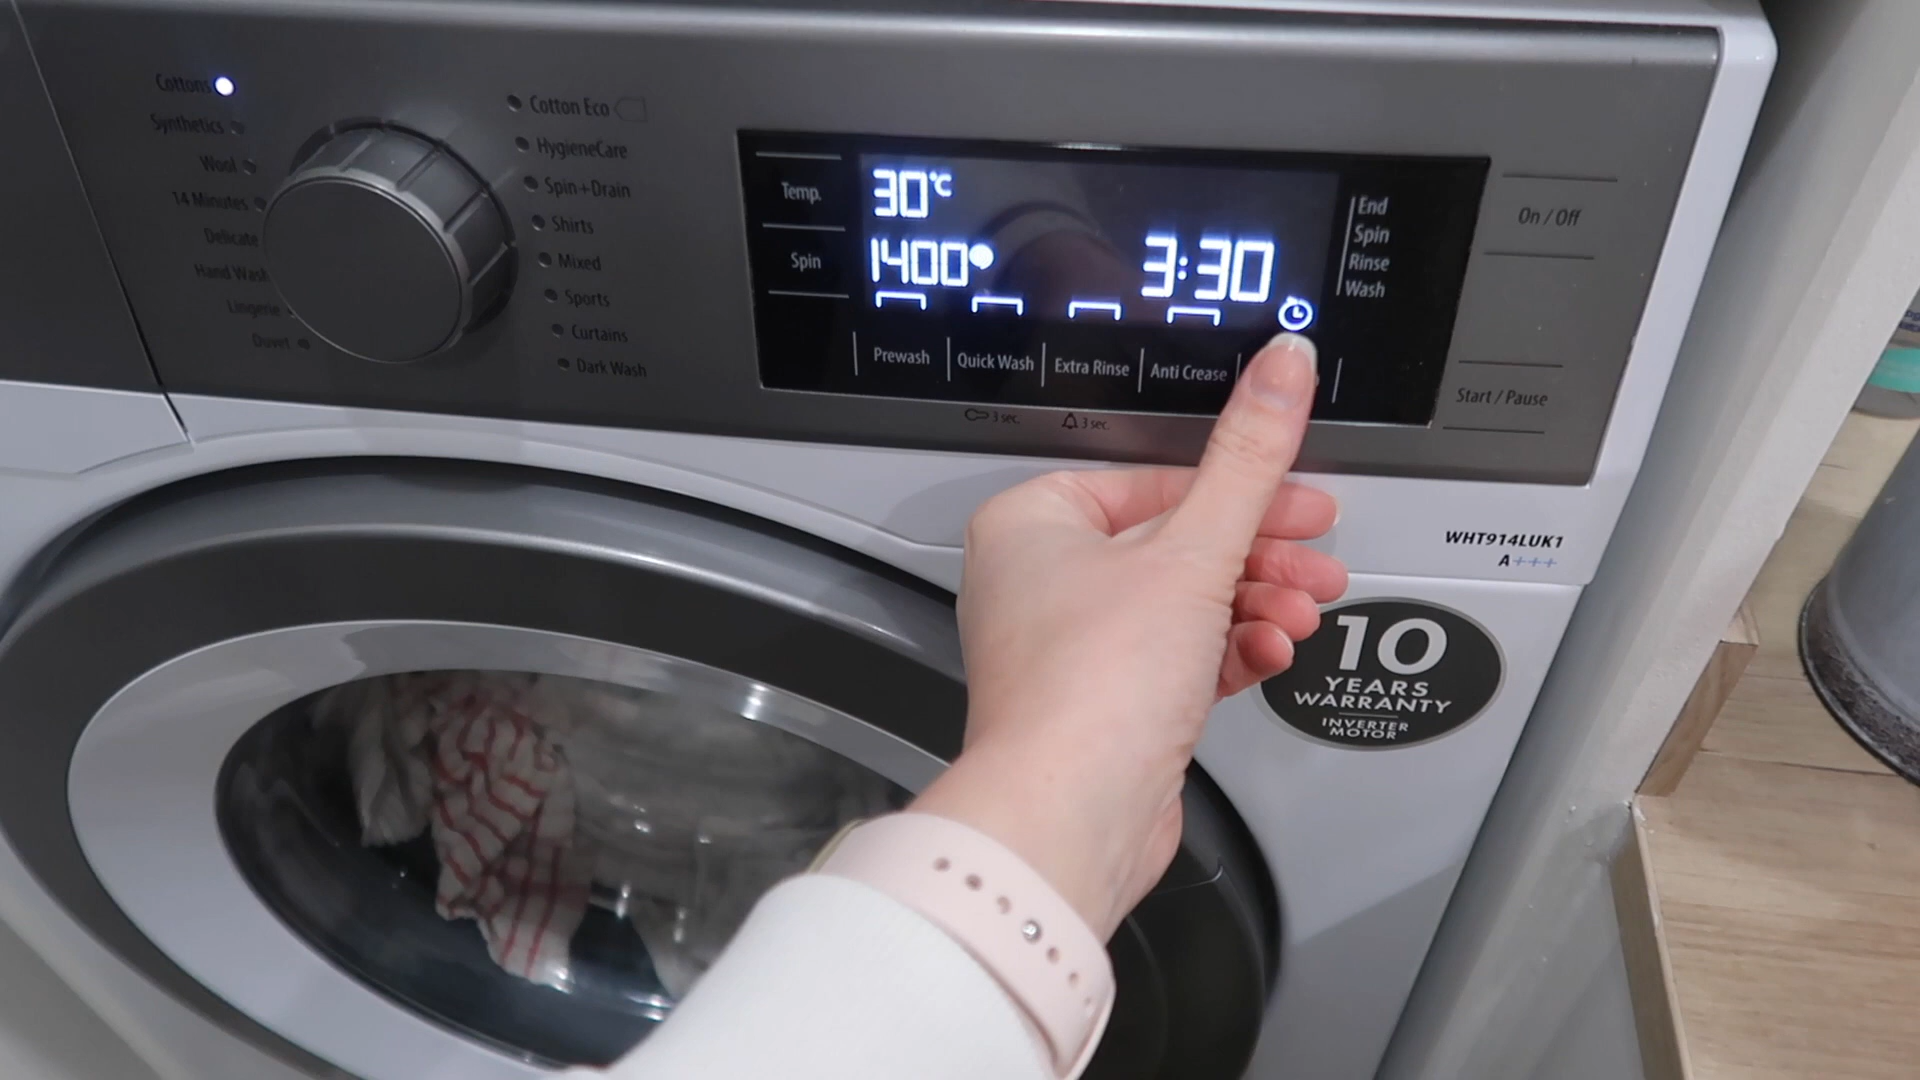 Cottons
Synthetics
Wool
14 Minutes
Delicate
Hand Wash
Lingerie
Duvet
Cotton Eco
HygieneCare
Spin+Drain
Shirts
Mixed
Sports
Curtains
Dark Wash
Temp.
Spin
30°C
1400
3:30
Prewash
Quick Wash
Extra Rinse
Anti Crease
3 sec.
3 sec.
End
Spin
Rinse
Wash
On / Off
Start / Pause
WHT914LUK1
A+++
10
YEARS
WARRANTY
INVERTER
MOTOR